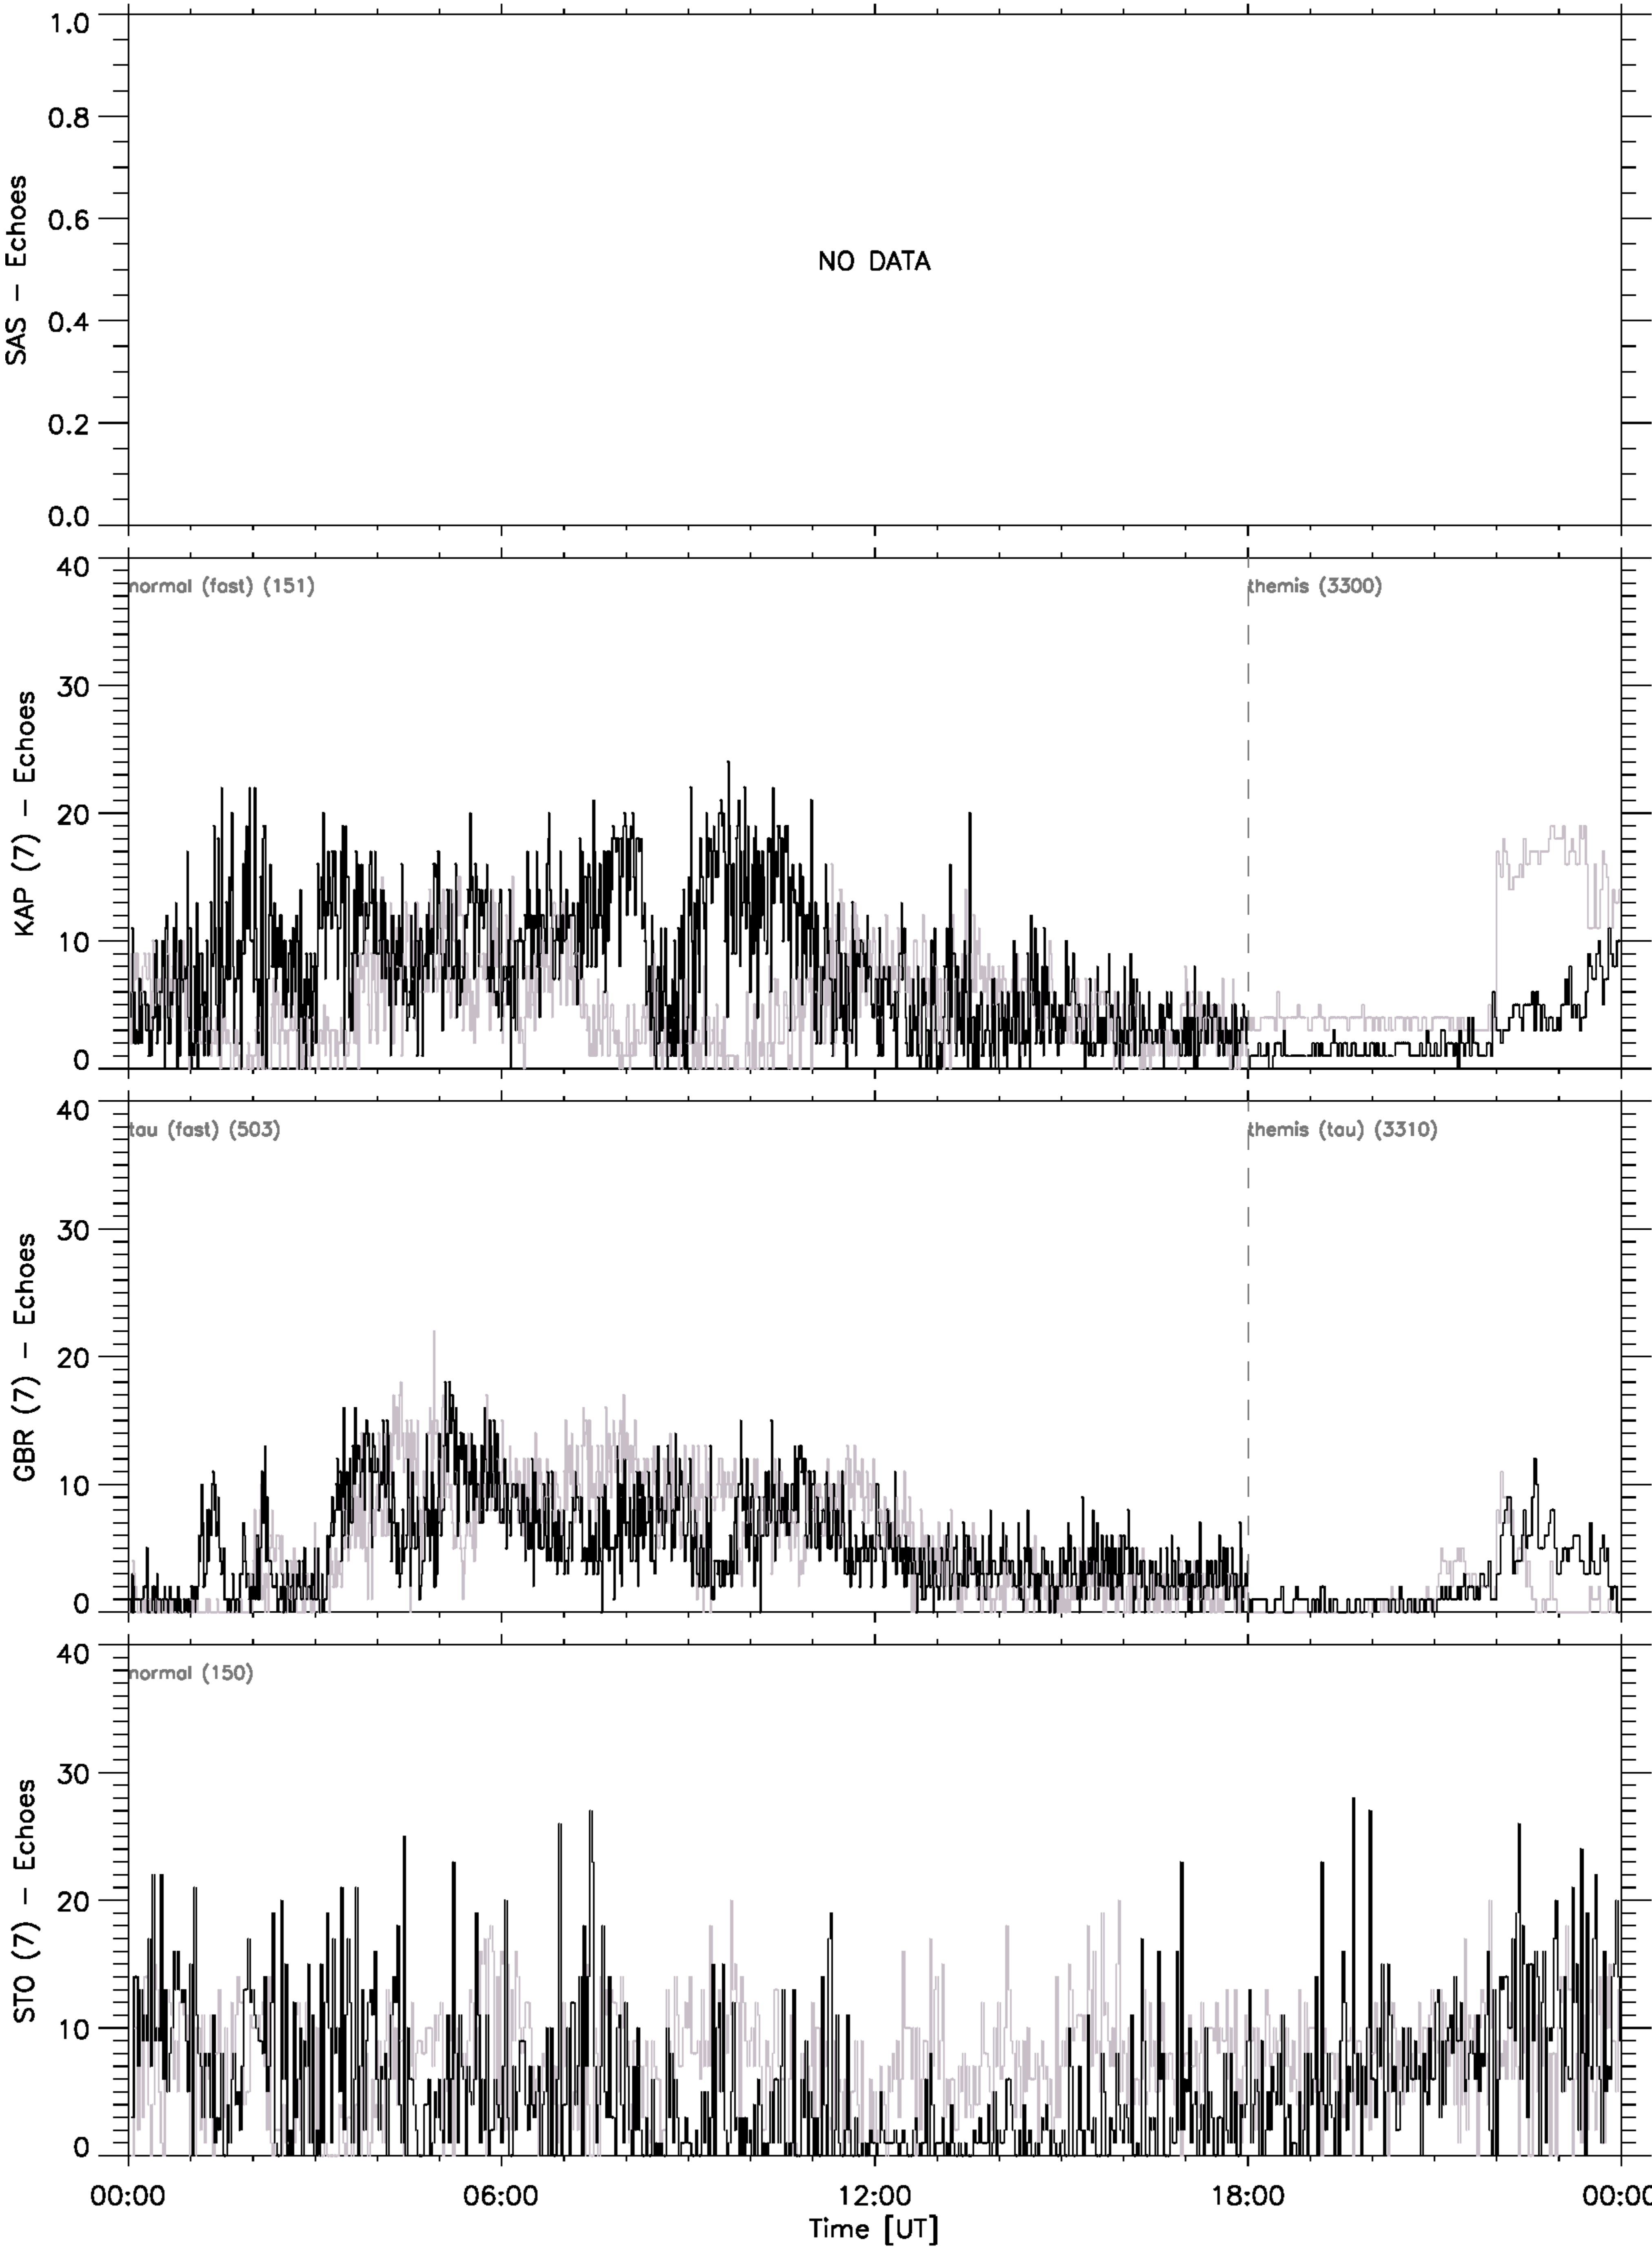 1.0
0.8
0.6
0.4
0.2
0.0
SAS – Echoes
NO DATA
40
30
20
10
0
KAP (7) – Echoes
normal (fast) (151)
themis (3300)
40
30
20
10
0
GBR (7) – Echoes
tau (fast) (503)
themis (tau) (3310)
40
30
20
10
0
STO (7) – Echoes
normal (150)
00:00 06:00 12:00 18:00 00:00
Time [UT]